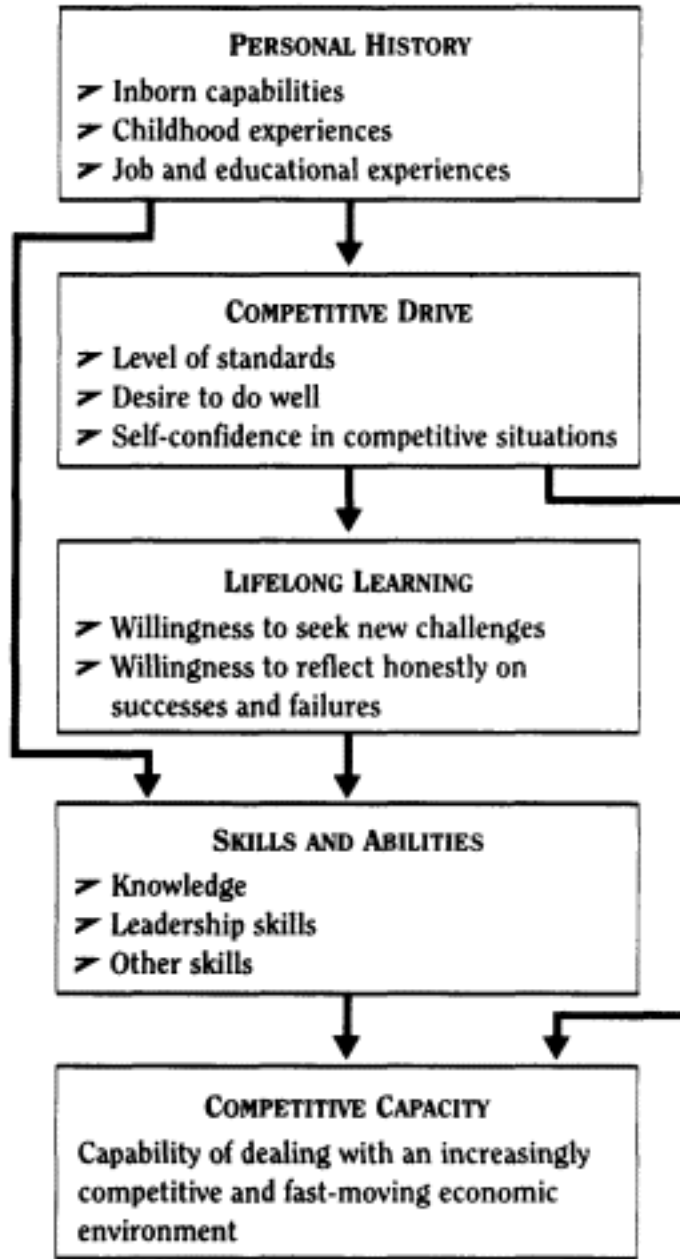 PERSONAL HISTORY
➤ Inborn capabilities
➤ Childhood experiences
➤ Job and educational experiences
COMPETITIVE DRIVE
➤ Level of standards
➤ Desire to do well
➤ Self-confidence in competitive situations
LIFELONG LEARNING
➤ Willingness to seek new challenges
➤ Willingness to reflect honestly on
successes and failures
SKILLS AND ABILITIES
➤ Knowledge
➤ Leadership skills
➤ Other skills
COMPETITIVE CAPACITY
Capability of dealing with an increasingly
competitive and fast-moving economic
environment